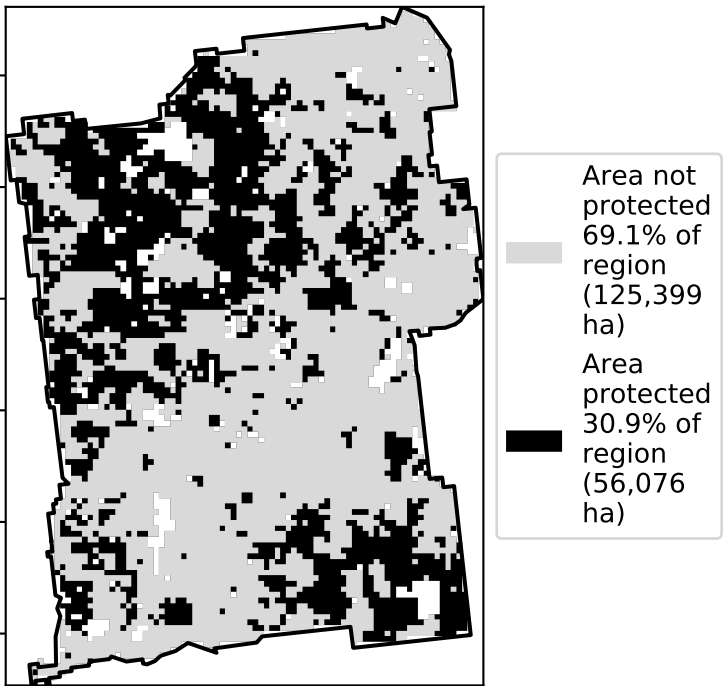 Area not
protected
69.1% of
region
(125,399
ha)
Area
protected
30.9% of
region
(56,076
ha)